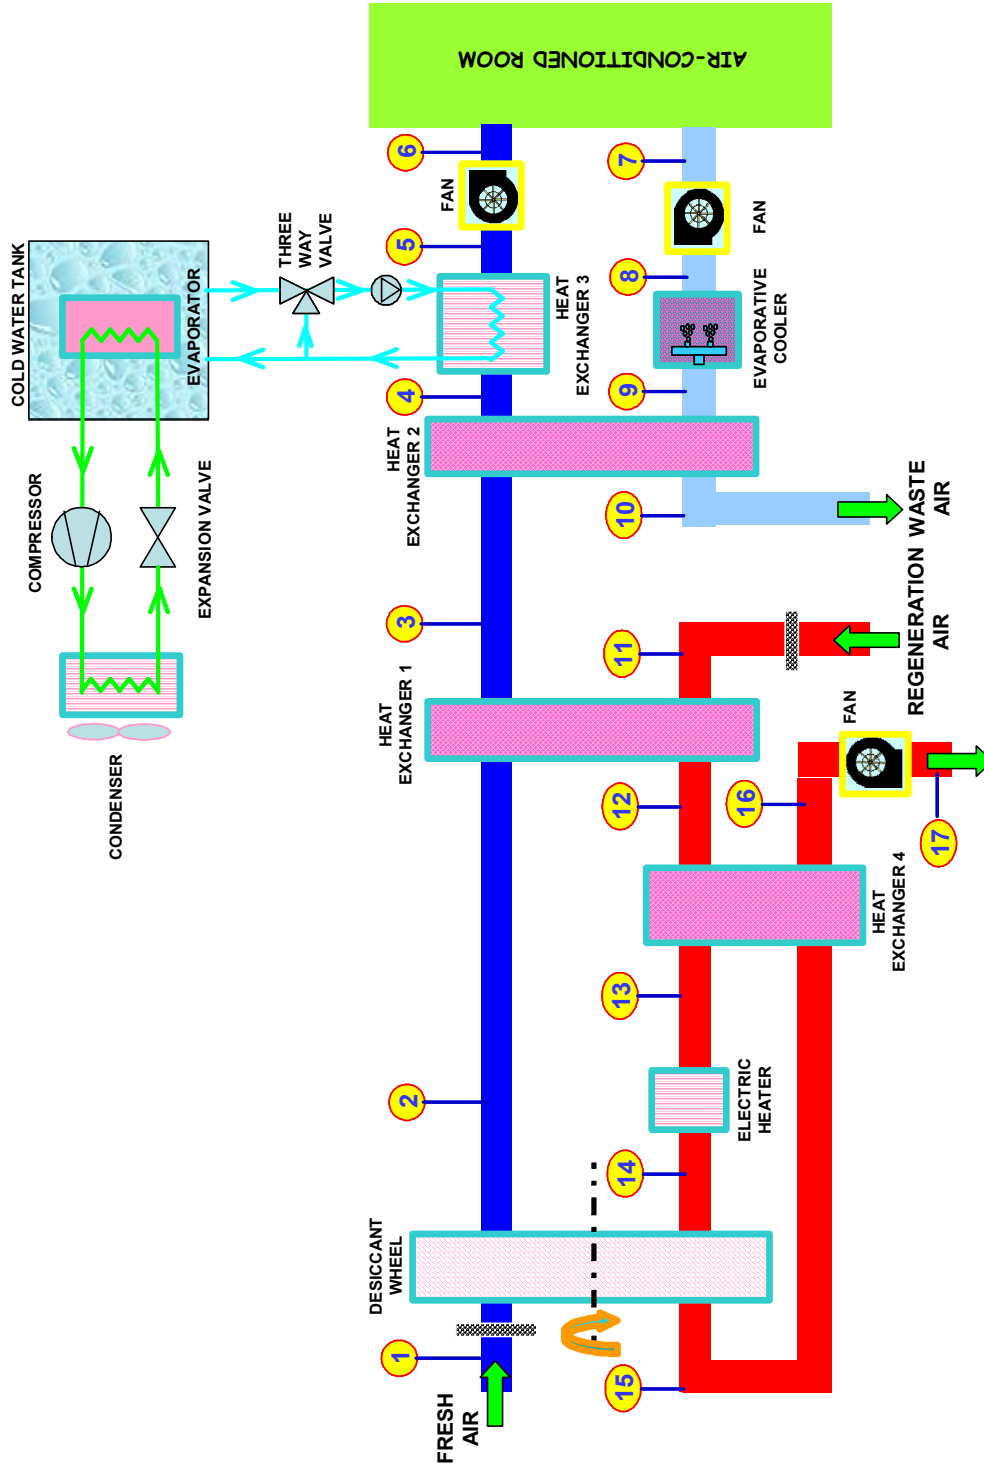 COLD WATER TANK
EVAPORATOR
COMPRESSOR
EXPANSION VALVE
CONDENSER
THREE
WAY
VALVE
AIR-CONDITIONED ROOM
FRESH
AIR
1
DESICCANT
WHEEL
2
HEAT
EXCHANGER 1
3
HEAT
EXCHANGER 2
4
HEAT
EXCHANGER 3
5
FAN
6
7
FAN
8
EVAPORATIVE
COOLER
9
10
WASTE
AIR
REGENERATION
AIR
11
12
13
ELECTRIC
HEATER
14
15
HEAT
EXCHANGER 4
16
FAN
17